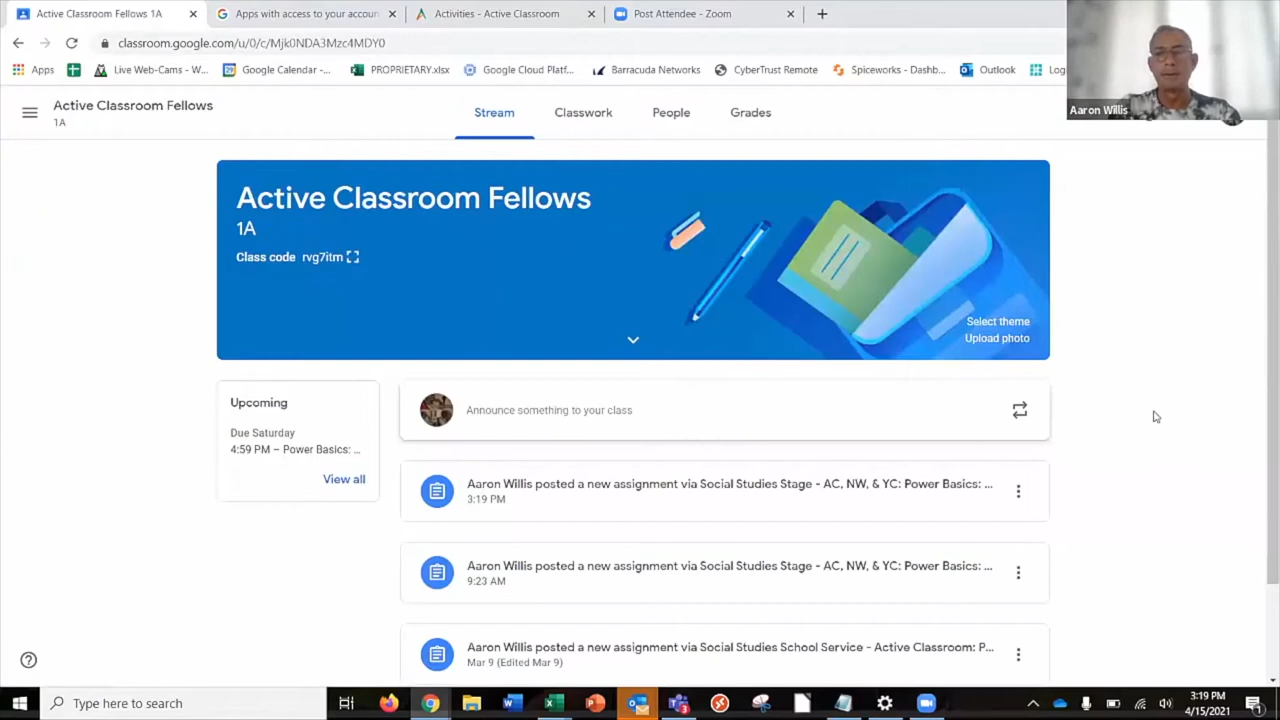 Active Classroom Fellows 1A
Apps with access to your accoun
Activities - Active Classroom
Post Attendee - Zoom
classroom.google.com/u/0/c/Mjk0NDA3Mzc4MDY0
Apps
Live Web-Cams - W...
Google Calendar -...
PROPRIETARY.xlsx
Google Cloud Platf...
Barracuda Networks
CyberTrust Remote
Spiceworks - Dashb...
Outlook
Log
Aaron Willis
Active Classroom Fellows
1A
Stream
Classwork
People
Grades
Active Classroom Fellows
1A
Class code rvg7itm
Select theme
Upload photo
Upcoming
Due Saturday
4:59 PM – Power Basics: ...
View all
Announce something to your class
Aaron Willis posted a new assignment via Social Studies Stage - AC, NW, & YC: Power Basics: ...
3:19 PM
Aaron Willis posted a new assignment via Social Studies Stage - AC, NW, & YC: Power Basics: ...
9:23 AM
Aaron Willis posted a new assignment via Social Studies School Service - Active Classroom: P...
Mar 9 (Edited Mar 9)
Type here to search
3:19 PM
4/15/2021